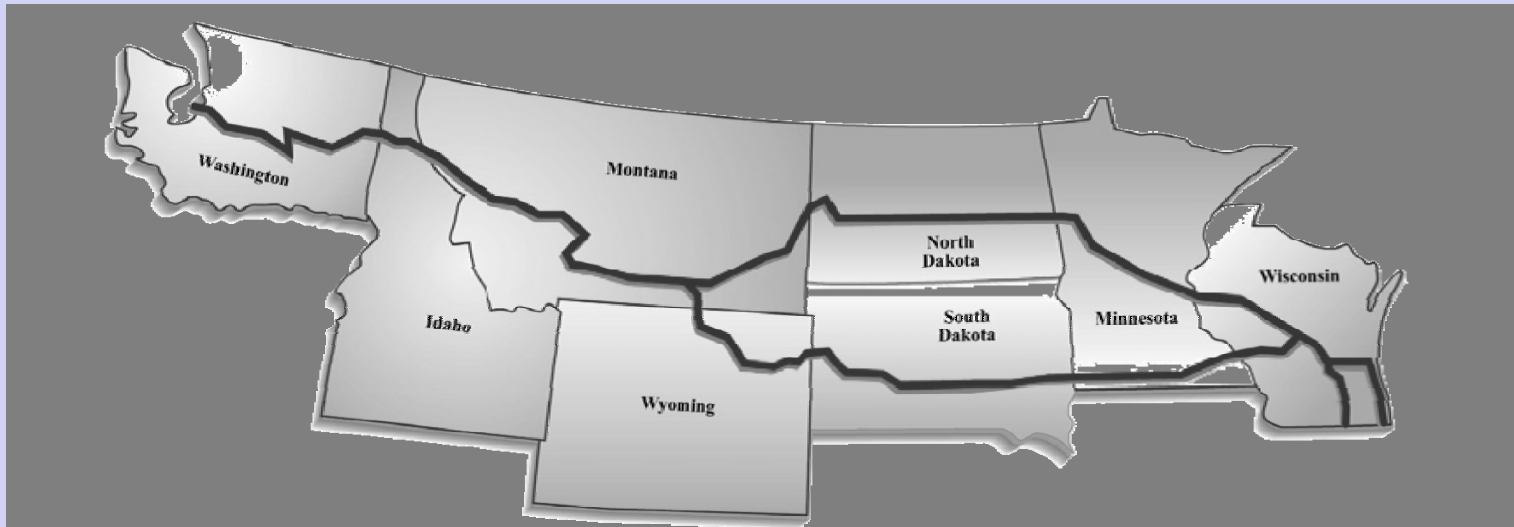 Washington
Montana
North
Dakota
Wisconsin
Idaho
South
Dakota
Minnesota
Wyoming